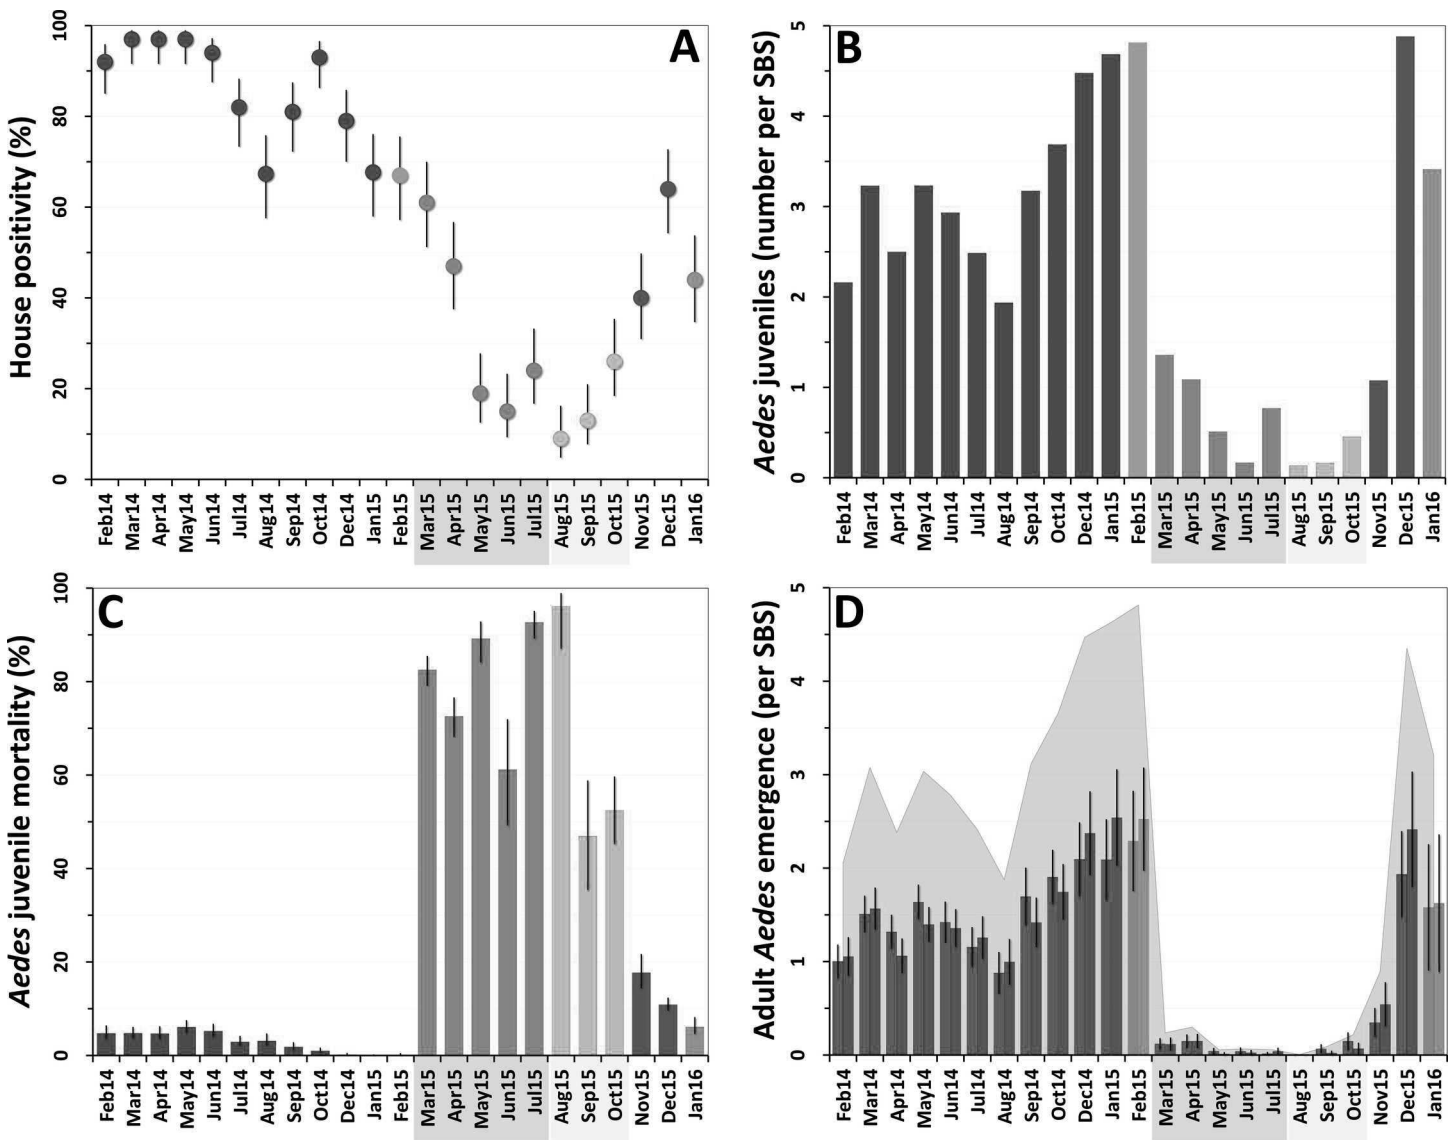 A
House positivity (%)
100
80
60
40
20
0
Feb14
Mar14
Apr14
May14
Jun14
Jul14
Aug14
Sep14
Oct14
Dec14
Jan15
Feb15
Mar15
Apr15
May15
Jun15
Jul15
Aug15
Sep15
Oct15
Nov15
Dec15
Jan16
B
Aedes juveniles (number per SBS)
5
4
3
2
1
0
Feb14
Mar14
Apr14
May14
Jun14
Jul14
Aug14
Sep14
Oct14
Dec14
Jan15
Feb15
Mar15
Apr15
May15
Jun15
Jul15
Aug15
Sep15
Oct15
Nov15
Dec15
Jan16
C
Aedes juvenile mortality (%)
100
80
60
40
20
0
Feb14
Mar14
Apr14
May14
Jun14
Jul14
Aug14
Sep14
Oct14
Dec14
Jan15
Feb15
Mar15
Apr15
May15
Jun15
Jul15
Aug15
Sep15
Oct15
Nov15
Dec15
Jan16
D
Adult Aedes emergence (per SBS)
5
4
3
2
1
0
Feb14
Mar14
Apr14
May14
Jun14
Jul14
Aug14
Sep14
Oct14
Dec14
Jan15
Feb15
Mar15
Apr15
May15
Jun15
Jul15
Aug15
Sep15
Oct15
Nov15
Dec15
Jan16